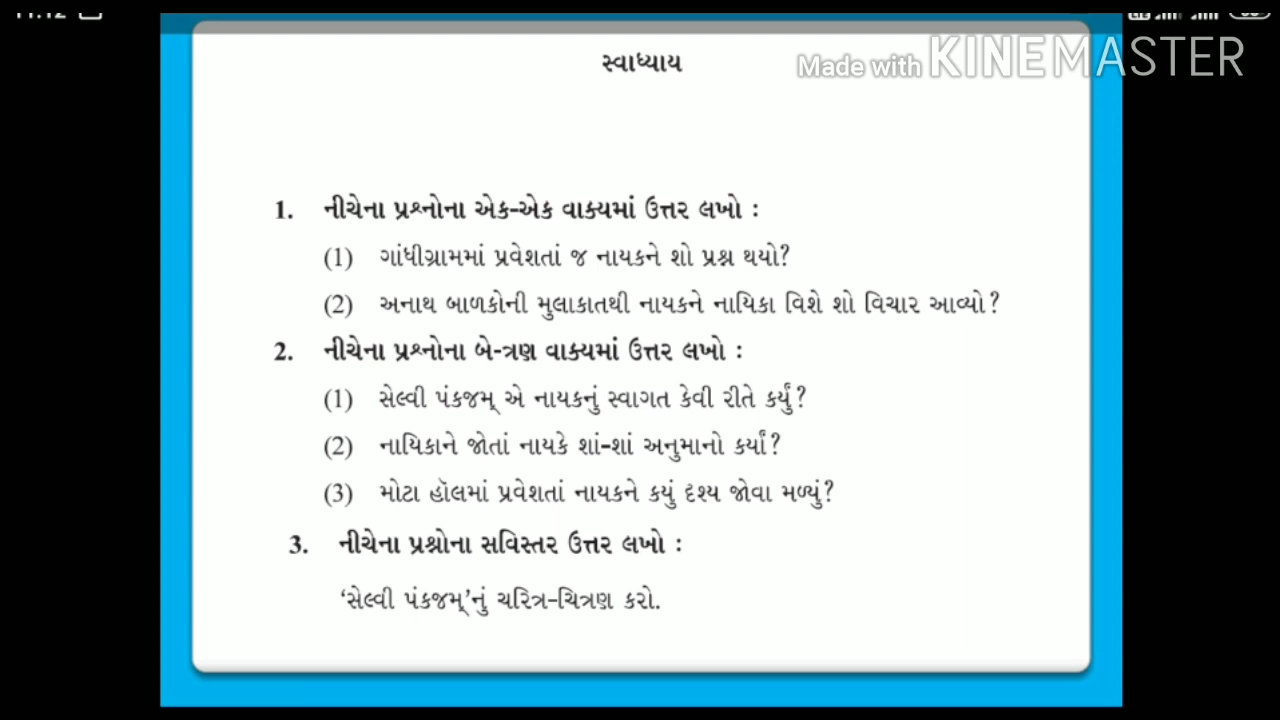 Made with KINEMASTER
સ્વાધ્યાય
1. નીચેના પ્રશ્નોના એક-એક વાક્યમાં ઉત્તર લખો :
(1) ગાંધીગ્રામમાં પ્રવેશતાં જ નાયકને શો પ્રશ્ન થયો?
(2) અનાથ બાળકોની મુલાકાતથી નાયકને નાયિકા વિશે શો વિચાર આવ્યો?
2. નીચેના પ્રશ્નોના બે-ત્રણ વાક્યમાં ઉત્તર લખો :
(1) સેલ્વી પંકજમ્ એ નાયકનું સ્વાગત કેવી રીતે કર્યું?
(2) નાયિકાને જોતાં નાયકે શાં-શાં અનુમાનો કર્યાં?
(3) મોટા હૉલમાં પ્રવેશતાં નાયકને કયું દૃશ્ય જોવા મળ્યું?
3. નીચેના પ્રશ્નોના સવિસ્તર ઉત્તર લખો :
‘સેલ્વી પંકજમ્’નું ચરિત્ર-ચિત્રણ કરો.